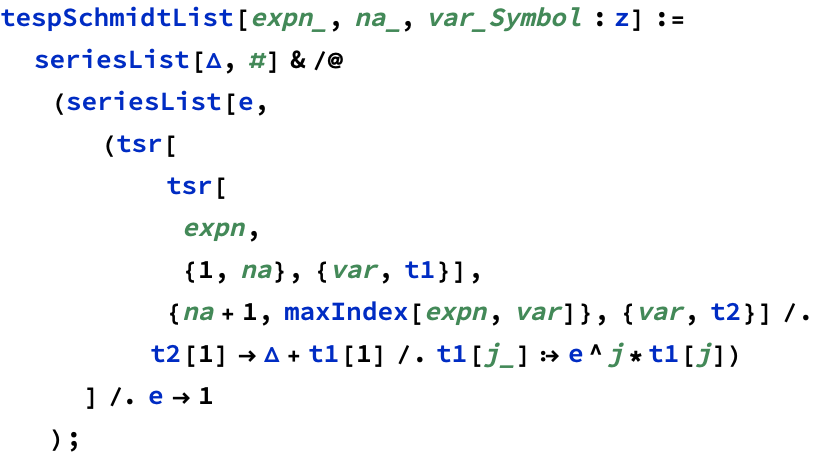 tespSchmidtList[expn_, na_, var_Symbol : z] :=
seriesList[Δ, #] & /@
(seriesList[e,
(tsr[
tsr[
expn,
{1, na}, {var, t1}],
{na + 1, maxIndex[expn, var]}, {var, t2}] /.
t2[1] → Δ + t1[1] /. t1[j_] ⧴ e ^ j * t1[j])
] /. e → 1
);